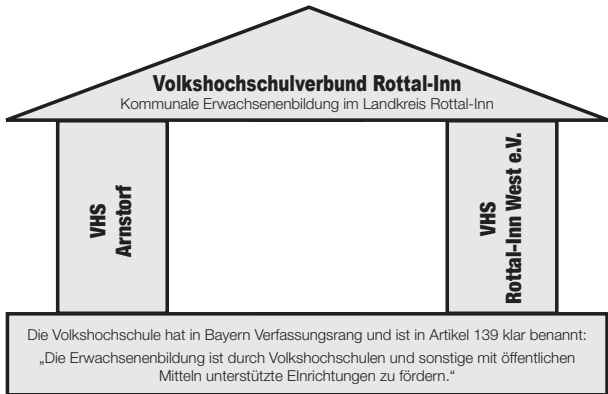 Volkshochschulverbund Rottal-Inn
Kommunale Erwachsenenbildung im Landkreis Rottal-Inn
VHS
Arnstorf
VHS
Rottal-Inn West e.V.
Die Volkshochschule hat in Bayern Verfassungsrang und ist in Artikel 139 klar benannt:
„Die Erwachsenenbildung ist durch Volkshochschulen und sonstige mit öffentlichen
Mitteln unterstützte EInrichtungen zu fördern.“